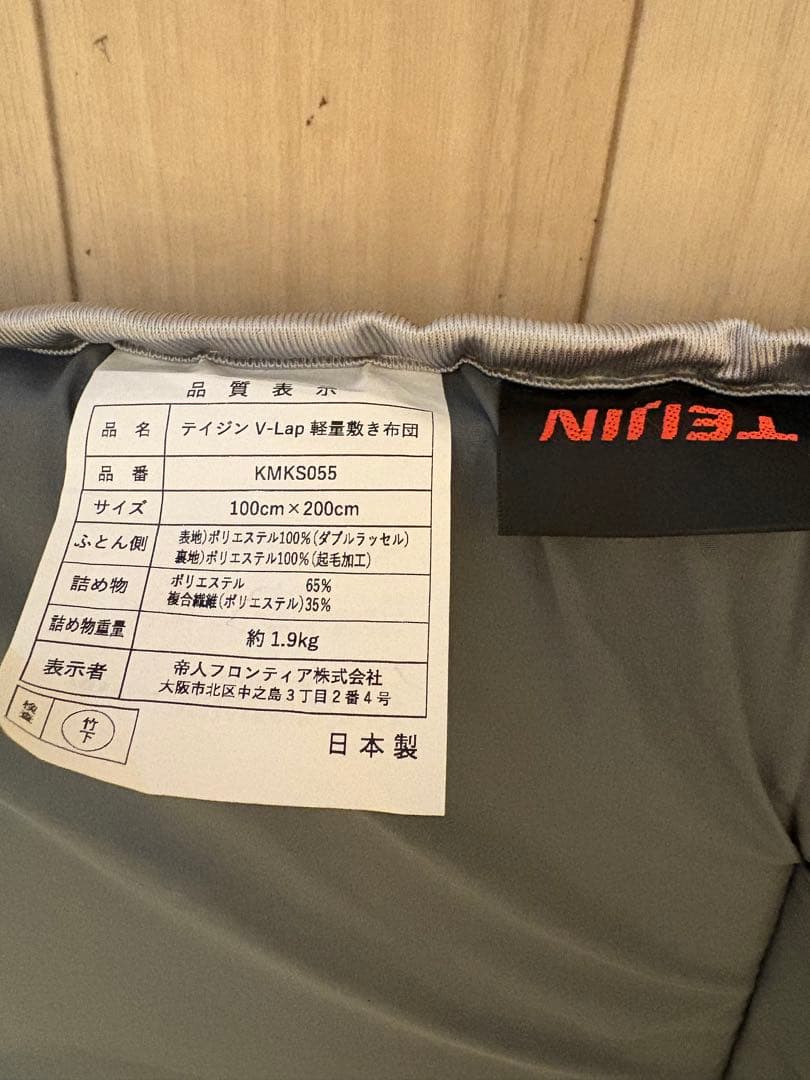 品質表示
品名 テイジン V-Lap 軽量敷き布団
品番 KMKS055
サイズ 100cm×200cm
ふとん側 表地)ポリエステル100%(ダブルラッセル)
裏地)ポリエステル100%(起毛加工)
詰め物 ポリエステル 65%
複合繊維(ポリエステル)35%
詰め物重量 約1.9kg
表示者 帝人フロンティア株式会社
大阪市北区中之島3丁目2番4号
検査 竹下
日本製
TEIJIN